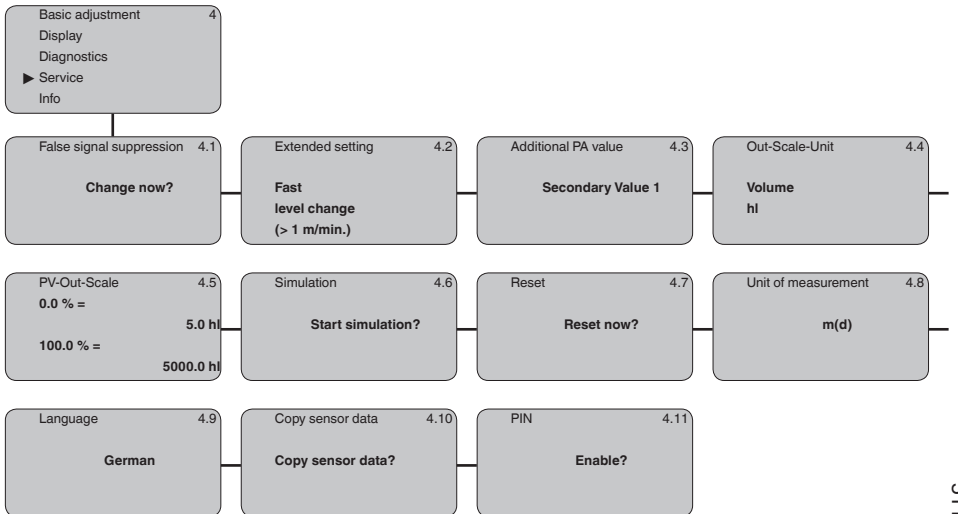 Basic adjustment 4
Display
Diagnostics
▶ Service
Info
False signal suppression 4.1
Change now?
Extended setting 4.2
Fast
level change
(> 1 m/min.)
Additional PA value 4.3
Secondary Value 1
Out-Scale-Unit 4.4
Volume
hl
PV-Out-Scale 4.5
0.0 % =
5.0 hl
100.0 % =
5000.0 hl
Simulation 4.6
Start simulation?
Reset 4.7
Reset now?
Unit of measurement 4.8
m(d)
Language 4.9
German
Copy sensor data 4.10
Copy sensor data?
PIN 4.11
Enable?